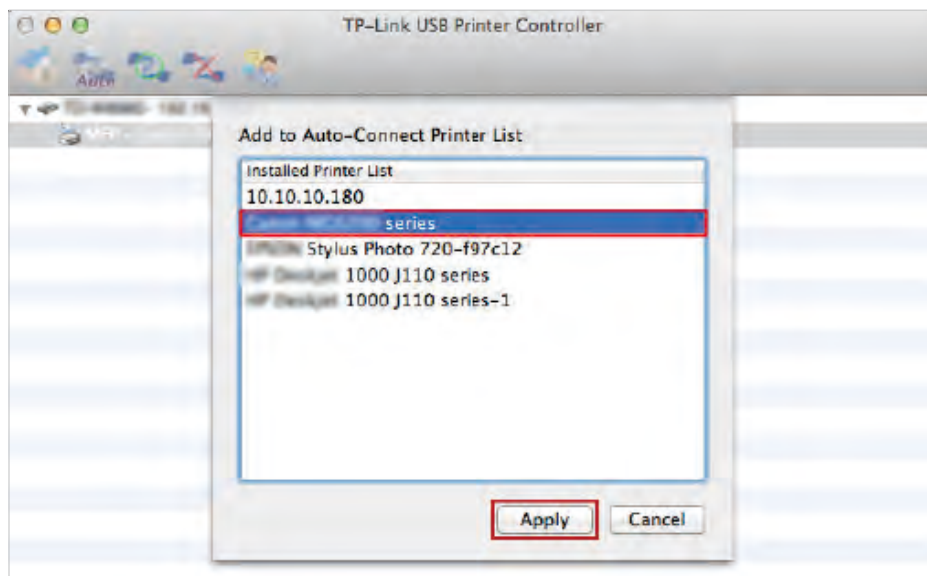 TP-Link USB Printer Controller
AUTO
Add to Auto-Connect Printer List
Installed Printer List
10.10.10.180
series
Stylus Photo 720-f97c12
1000 J110 series
1000 J110 series-1
Apply Cancel